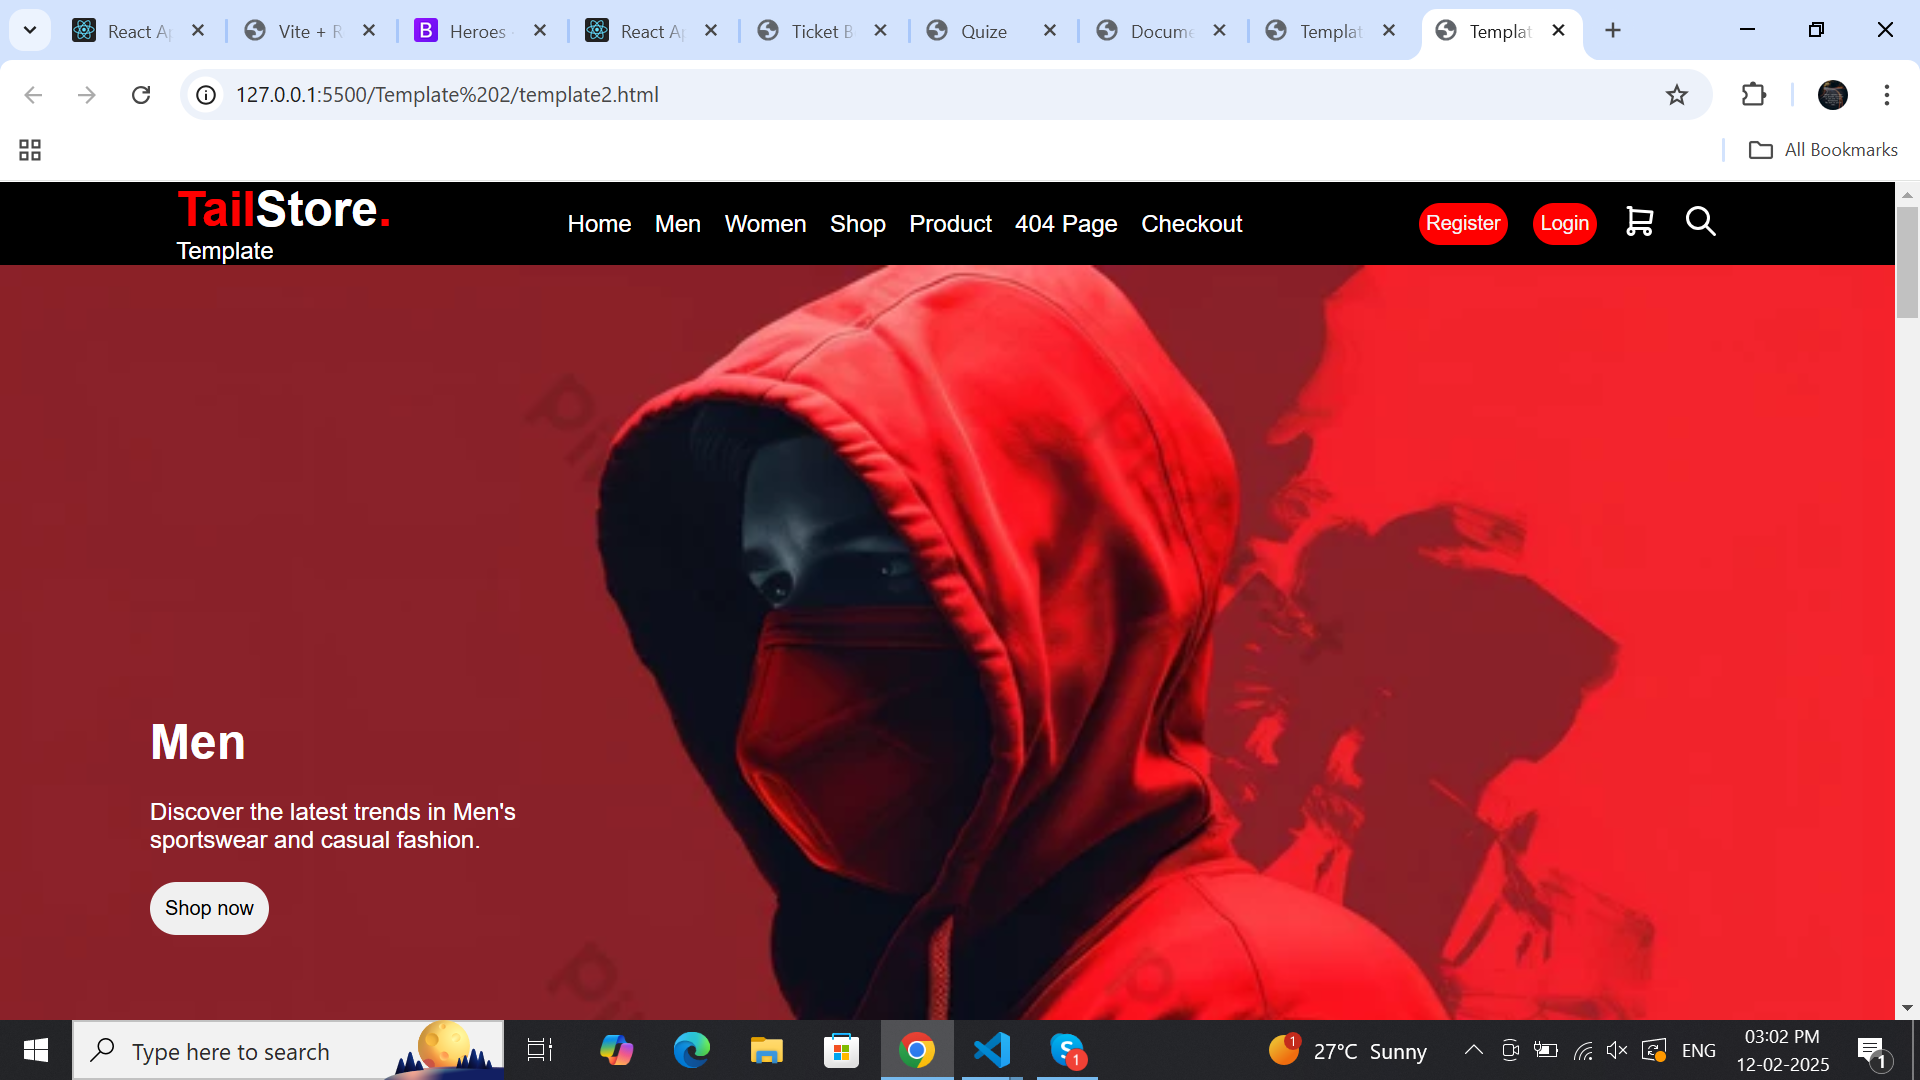 React Ap
Vite + R
B Heroes
React Ap
Ticket B
Quize
Docume
Templat
Templat
127.0.0.1:5500/Template%202/template2.html
All Bookmarks
TailStore.
Template
Home Men Women Shop Product 404 Page Checkout
Register Login
Men
Discover the latest trends in Men's
sportswear and casual fashion.
Shop now
Type here to search
S 1
1 27°C Sunny
ENG
03:02 PM
12-02-2025
1